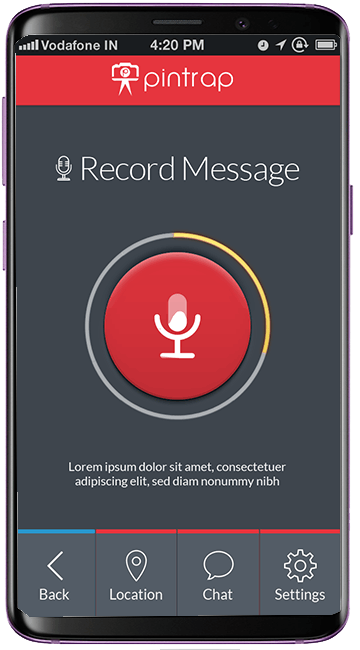 Vodafone IN 4:20 PM
pintrap
Record Message
Lorem ipsum dolor sit amet, consectetuer
adipiscing elit, sed diam nonummy nibh
Back Location Chat Settings